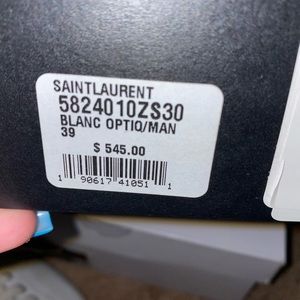 SAINTLAURENT
5824010ZS30
BLANC OPTIQ/MAN
39
$ 545.00
1 90617 41051 1